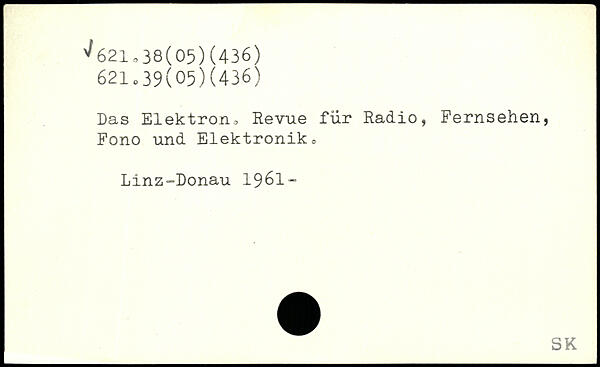 ✓621.38(05)(436)
621.39(05)(436)
Das Elektron. Revue für Radio, Fernsehen,
Fono und Elektronik.
Linz-Donau 1961-
SK